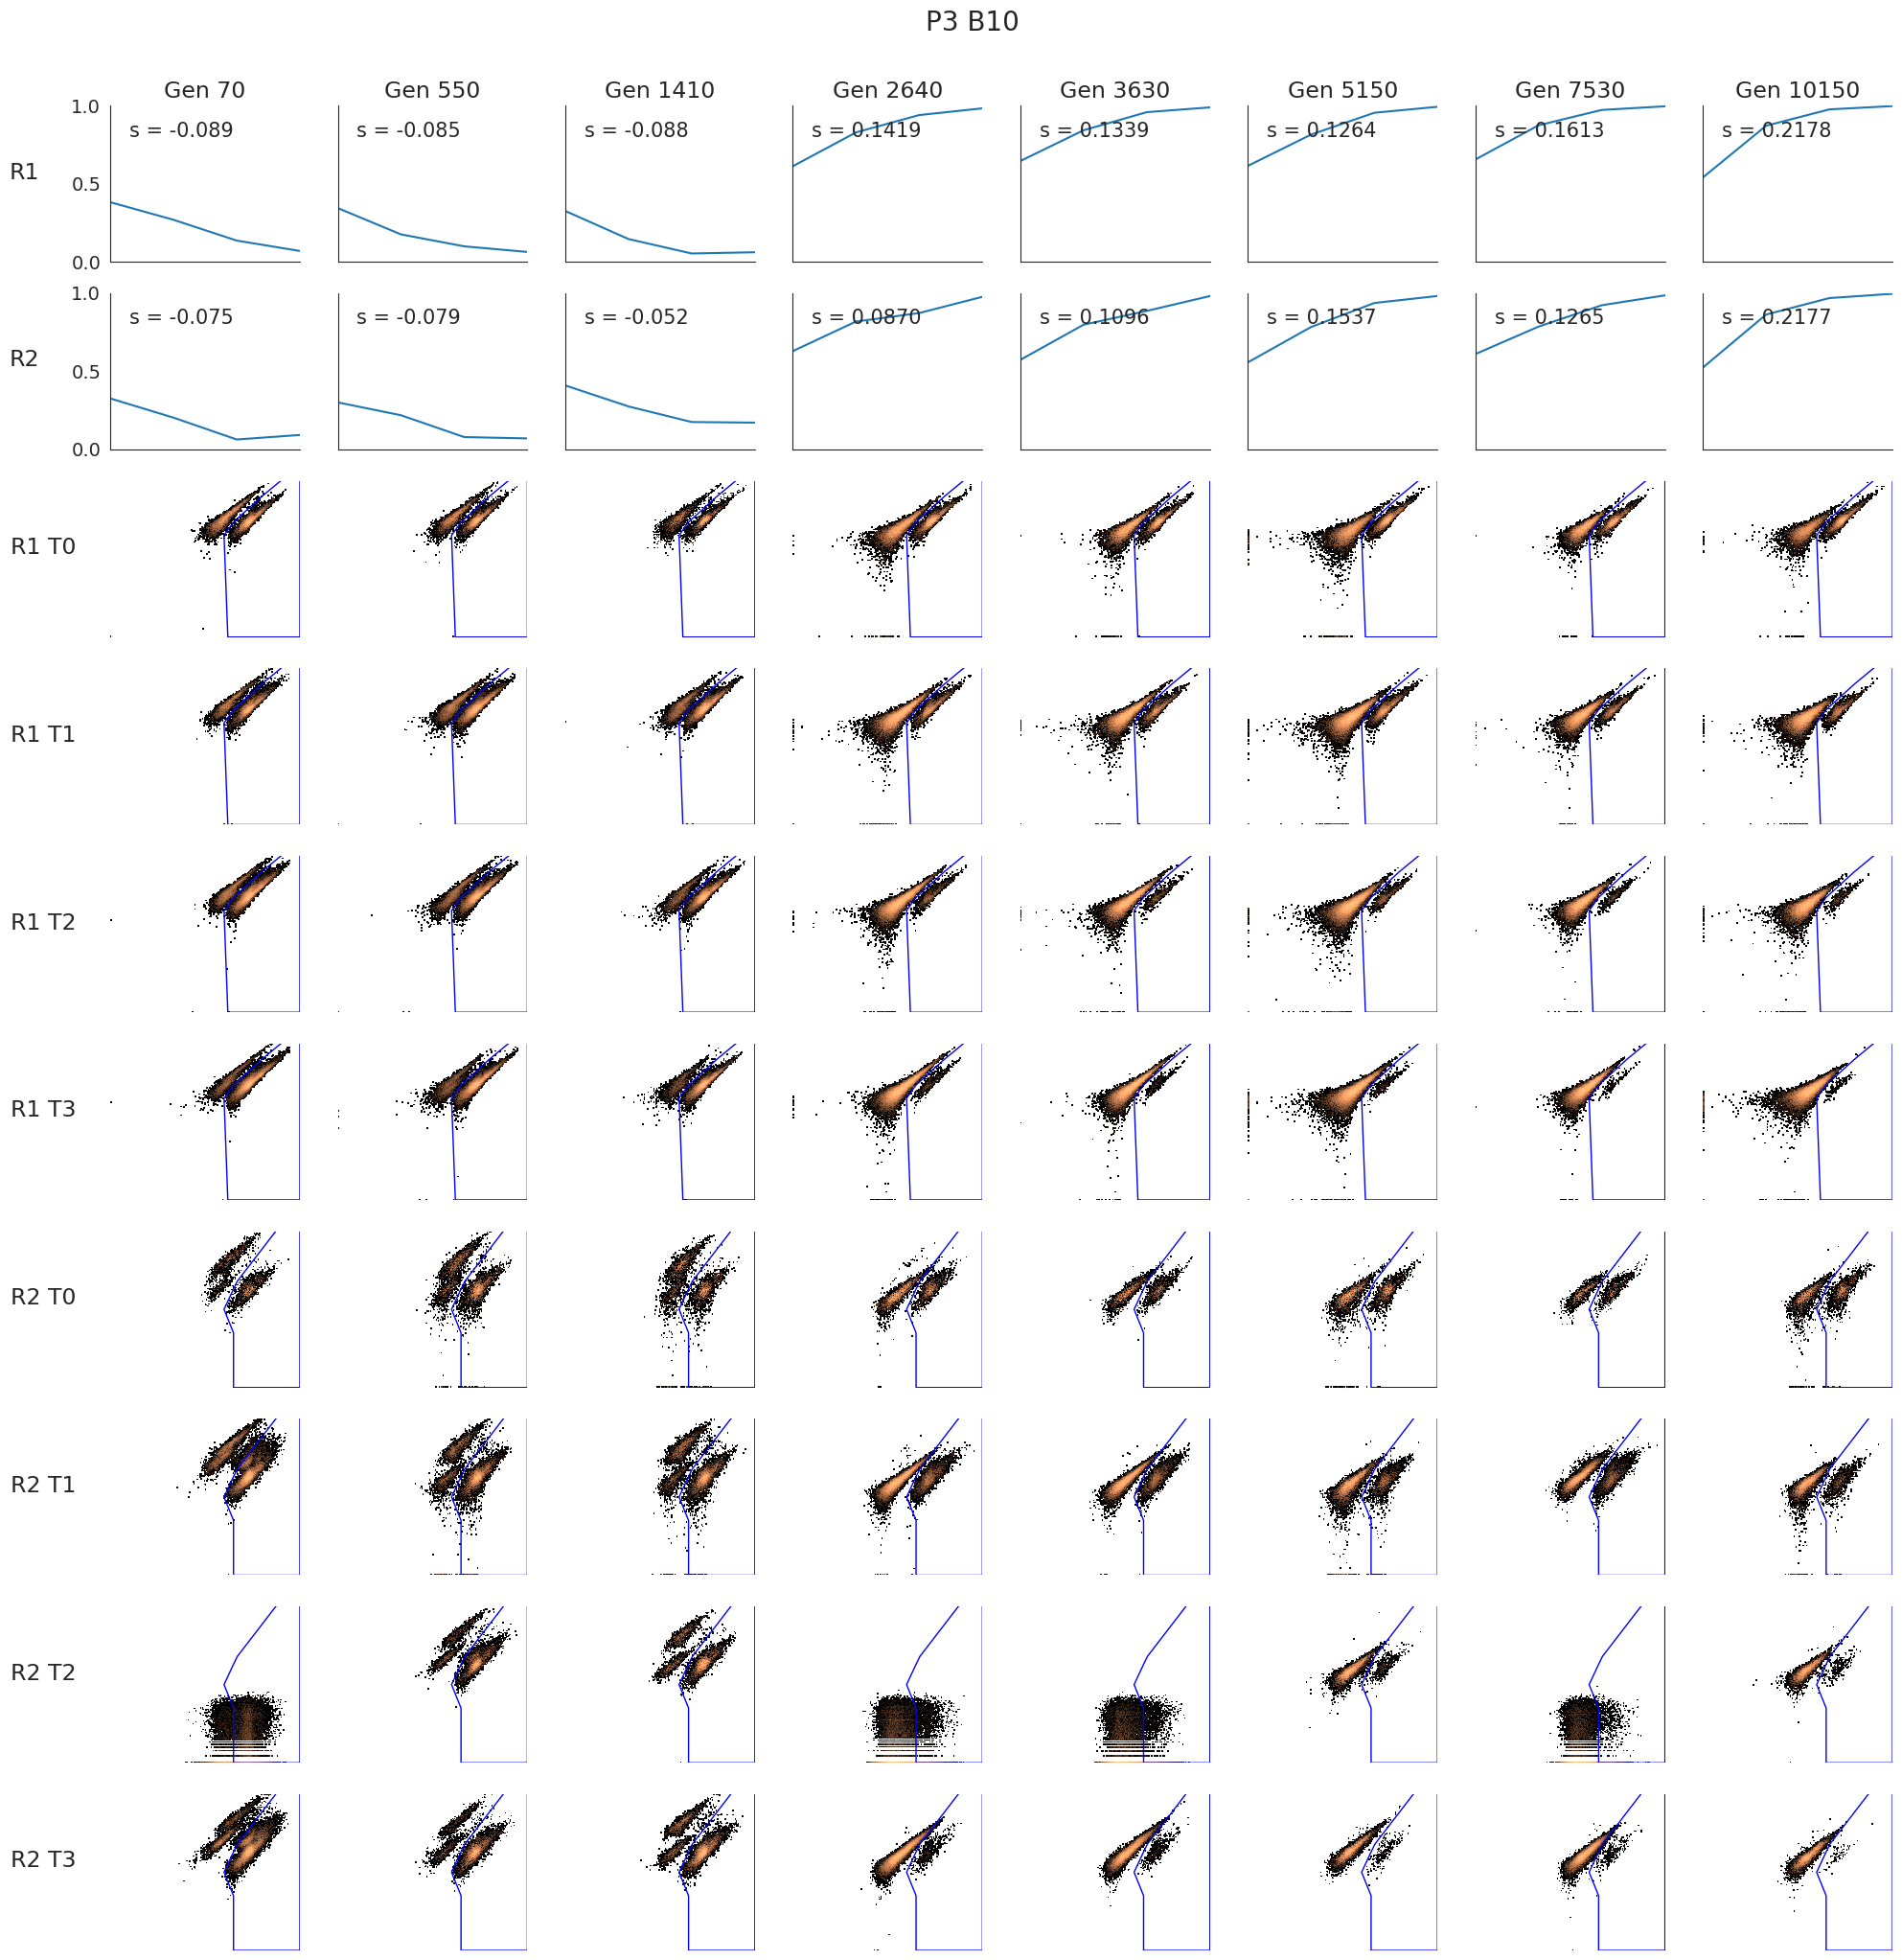 P3 B10
Gen 70 Gen 550 Gen 1410 Gen 2640 Gen 3630 Gen 5150 Gen 7530 Gen 10150
1.0
s = -0.089 s = -0.085 s = -0.088 s = 0.1419 s = 0.1339 s = 0.1264 s = 0.1613 s = 0.2178
R1
0.5
0.0
1.0
s = -0.075 s = -0.079 s = -0.052 s = 0.0870 s = 0.1096 s = 0.1537 s = 0.1265 s = 0.2177
R2
0.5
0.0
R1 T0
R1 T1
R1 T2
R1 T3
R2 T0
R2 T1
R2 T2
R2 T3